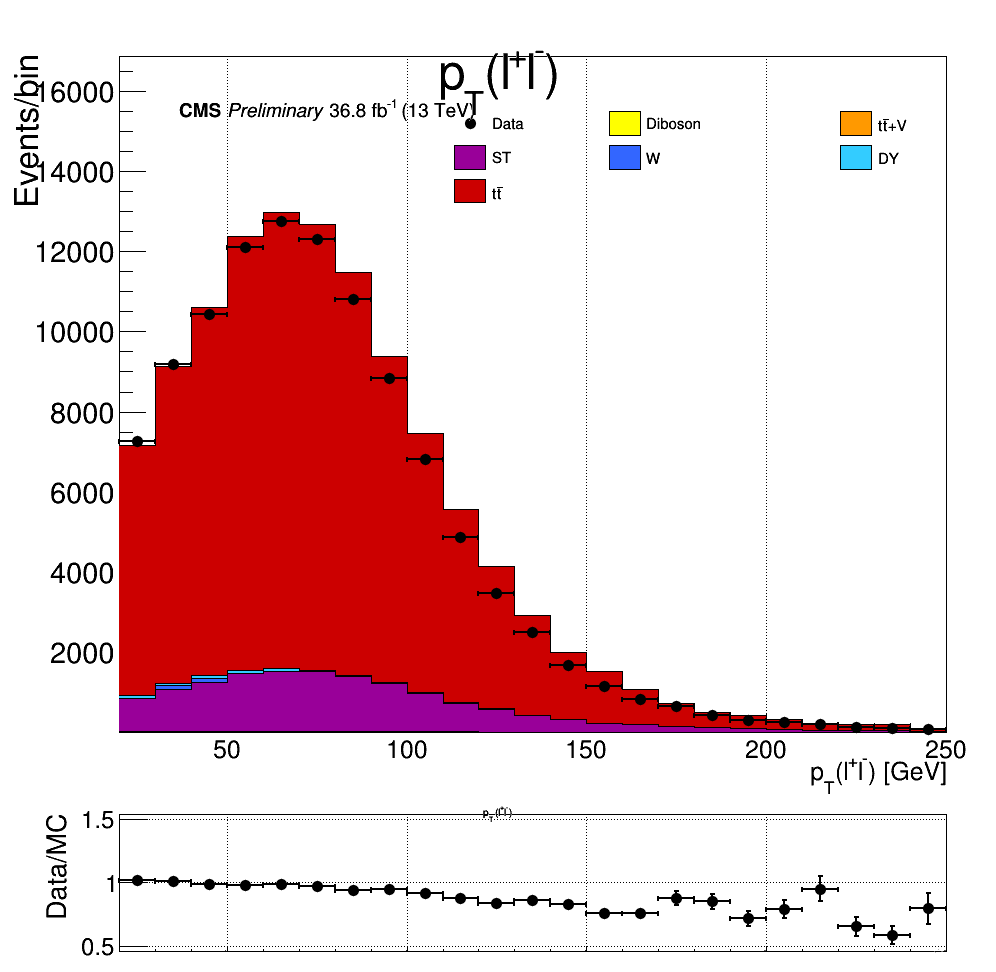 p_T(l⁺l⁻)
Events/bin
CMS Preliminary 36.8 fb⁻¹ (13 TeV)
Data
Diboson
tt̄+V
ST
W
DY
tt̄
16000
14000
12000
10000
8000
6000
4000
2000
50 100 150 200 250
p_T(l⁺l⁻) [GeV]
p_T(l⁺l⁻)
Data/MC
1.5
1
0.5